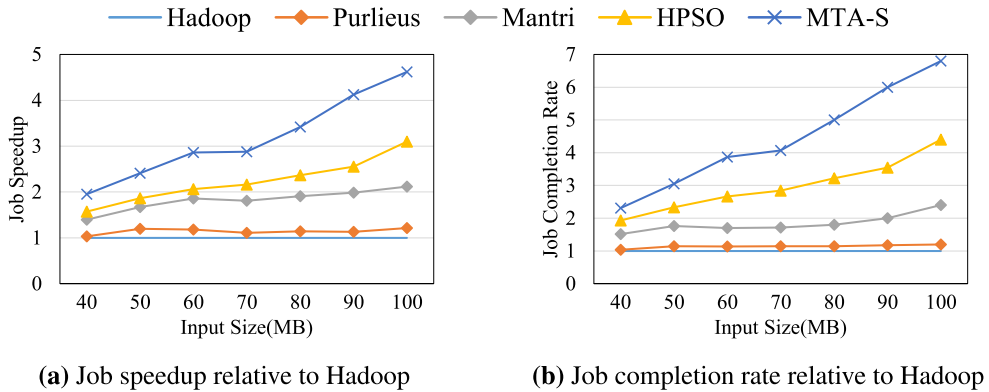 Hadoop Purlieus Mantri HPSO MTA-S
5
4
3
2
1
0
Job Speedup
40 50 60 70 80 90 100
Input Size(MB)
(a) Job speedup relative to Hadoop
7
6
5
4
3
2
1
0
Job Completion Rate
40 50 60 70 80 90 100
Input Size(MB)
(b) Job completion rate relative to Hadoop